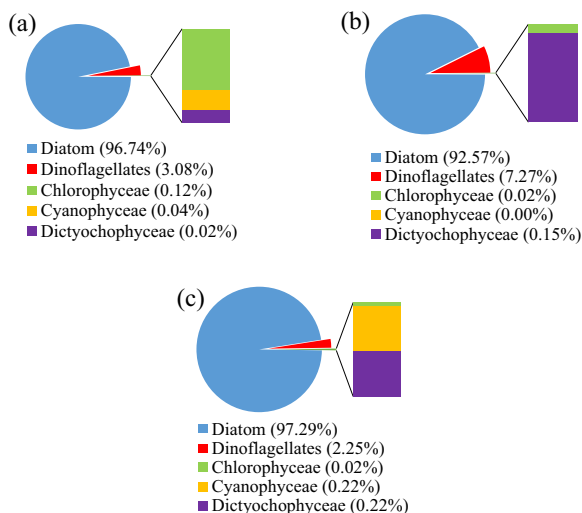 (a)
Diatom (96.74%)
Dinoflagellates (3.08%)
Chlorophyceae (0.12%)
Cyanophyceae (0.04%)
Dictyochophyceae (0.02%)
(b)
Diatom (92.57%)
Dinoflagellates (7.27%)
Chlorophyceae (0.02%)
Cyanophyceae (0.00%)
Dictyochophyceae (0.15%)
(c)
Diatom (97.29%)
Dinoflagellates (2.25%)
Chlorophyceae (0.02%)
Cyanophyceae (0.22%)
Dictyochophyceae (0.22%)